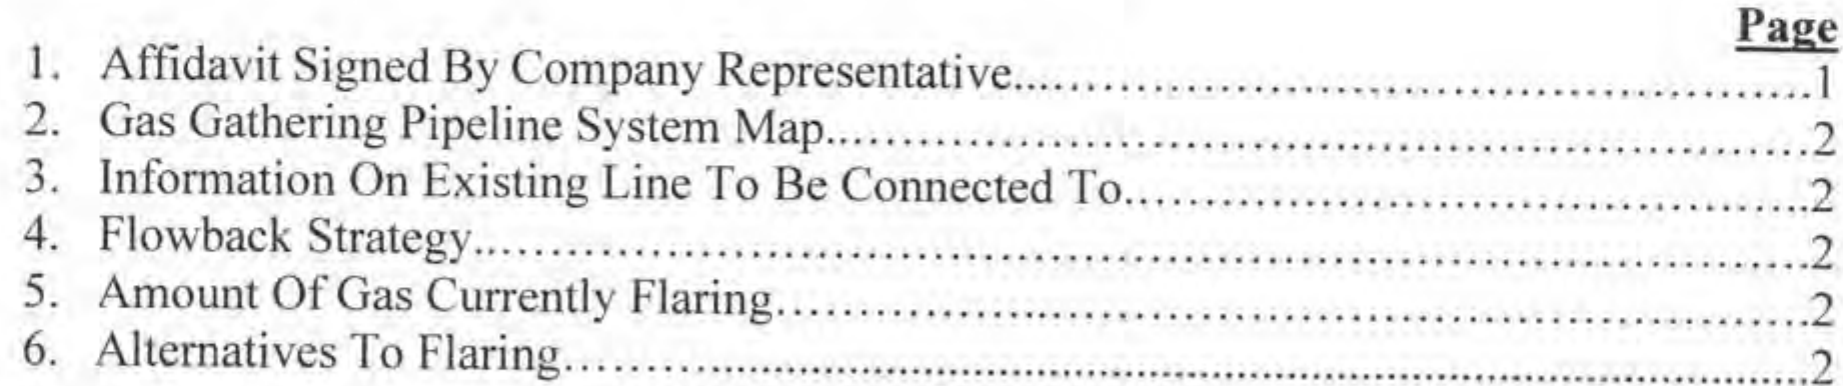 Page
1. Affidavit Signed By Company Representative..........................................................1
2. Gas Gathering Pipeline System Map..........................................................................2
3. Information On Existing Line To Be Connected To...................................................2
4. Flowback Strategy........................................................................................................2
5. Amount Of Gas Currently Flaring..............................................................................2
6. Alternatives To Flaring.................................................................................................2